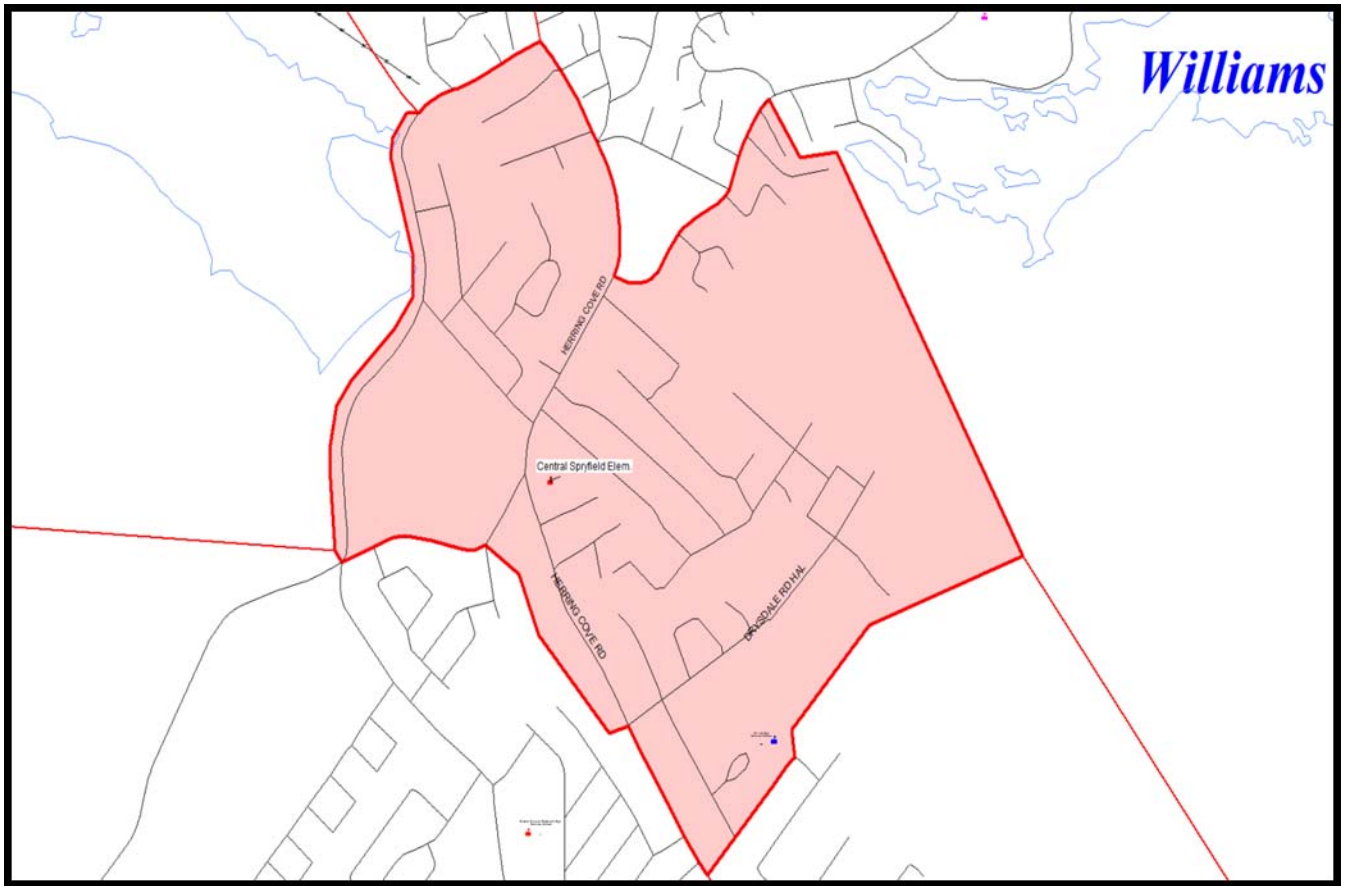 Williams
HERRING COVE RD
Central Spryfield Elem.
HERRING COVE RD
DRYSDALE RD HAL